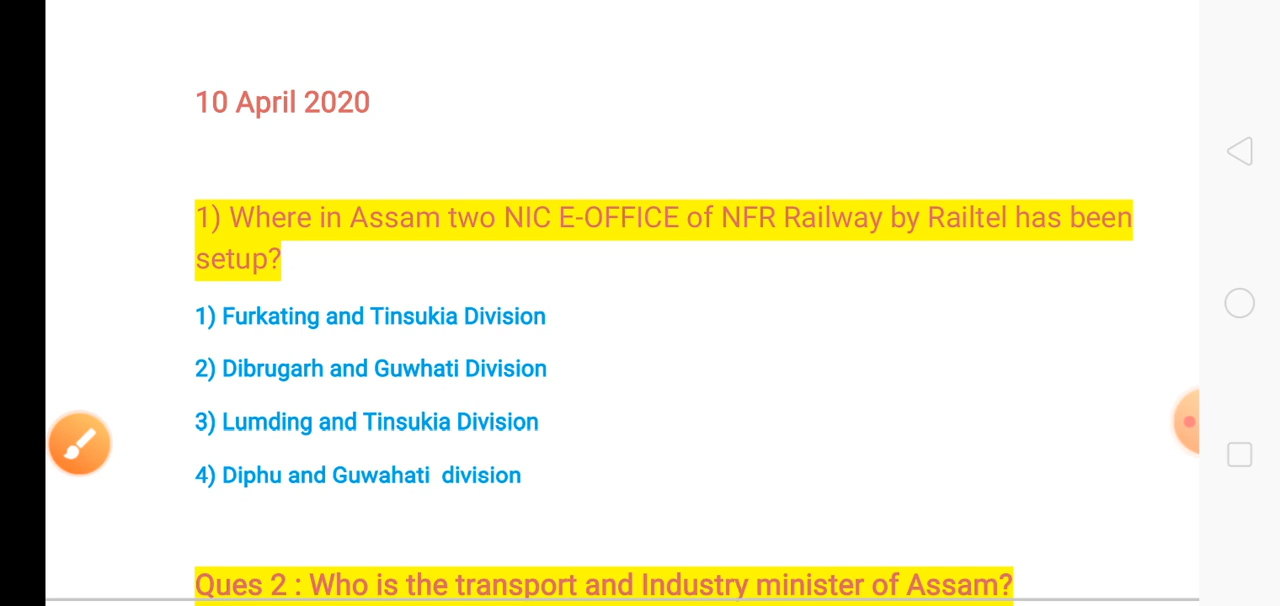 10 April 2020
1) Where in Assam two NIC E-OFFICE of NFR Railway by Railtel has been
setup?
1) Furkating and Tinsukia Division
2) Dibrugarh and Guwhati Division
3) Lumding and Tinsukia Division
4) Diphu and Guwahati  division
Ques 2 : Who is the transport and Industry minister of Assam?